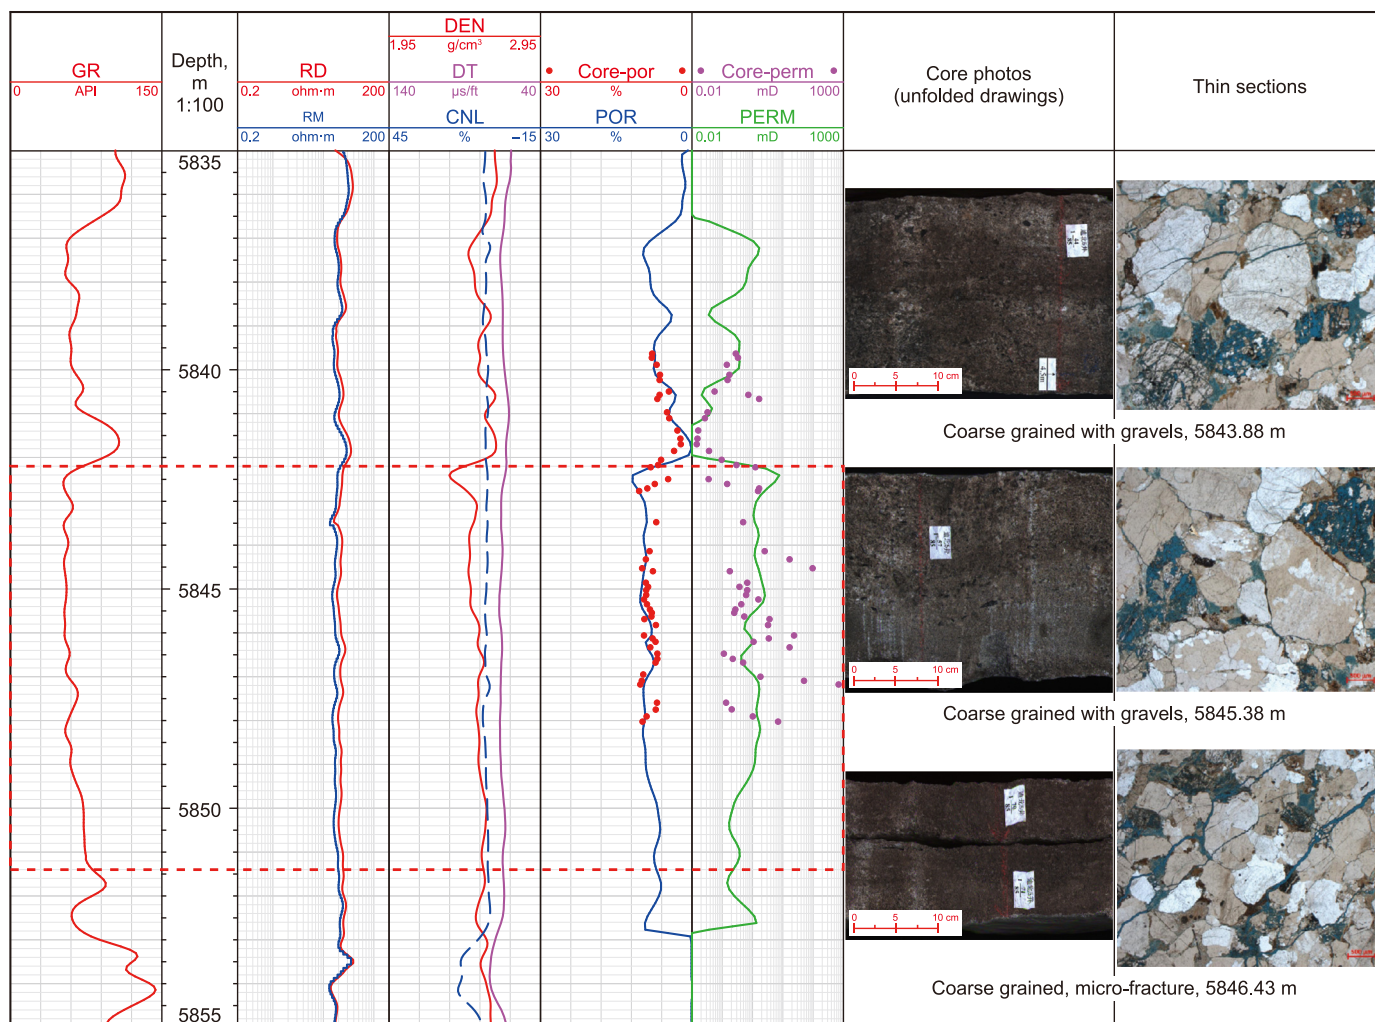 GR
0 API 150
Depth,
m
1:100
RD
0.2 ohm·m 200
RM
0.2 ohm·m 200
DEN
1.95 g/cm³ 2.95
DT
140 μs/ft 40
CNL
45 % −15
Core-por
30 % 0
POR
30 % 0
Core-perm
0.01 mD 1000
PERM
0.01 mD 1000
Core photos
(unfolded drawings)
Thin sections
5835
5840
5845
5850
5855
4.5m
0 5 10 cm
Coarse grained with gravels, 5843.88 m
0 5 10 cm
Coarse grained with gravels, 5845.38 m
0 5 10 cm
Coarse grained, micro-fracture, 5846.43 m